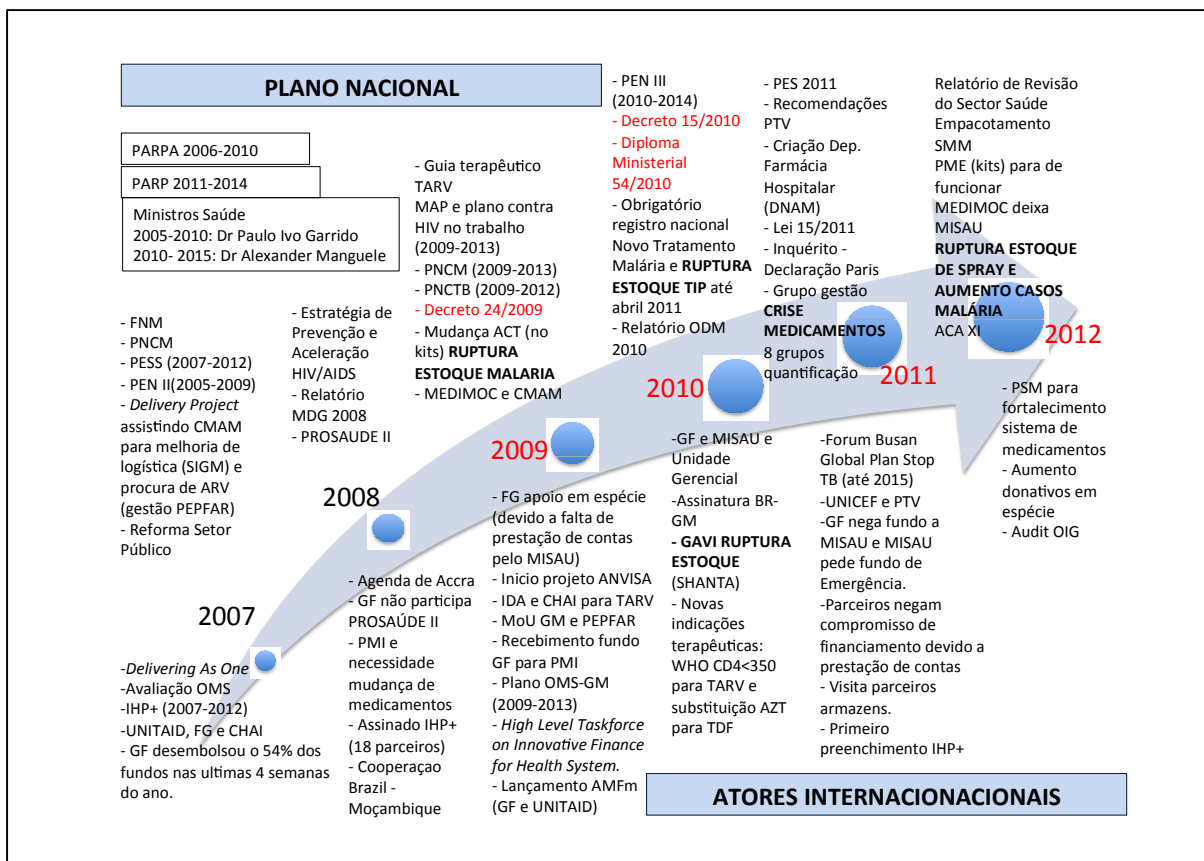 PLANO NACIONAL
PARPA 2006-2010
PARP 2011-2014
Ministros Saúde
2005-2010: Dr Paulo Ivo Garrido
2010- 2015: Dr Alexander Manguele
- FNM
- PNCM
- PESS (2007-2012)
- PEN II(2005-2009)
- Delivery Project
assistindo CMAM
para melhoria de
logística (SIGM) e
procura de ARV
(gestão PEPFAR)
- Reforma Setor
Público
- Estratégia de
Prevenção e
Aceleração
HIV/AIDS
- Relatório
MDG 2008
- PROSAUDE II
- Guia terapêutico
TARV
MAP e plano contra
HIV no trabalho
(2009-2013)
- PNCM (2009-2013)
- PNCTB (2009-2012)
- Decreto 24/2009
- Mudança ACT (no
kits) RUPTURA
ESTOQUE MALARIA
- MEDIMOC e CMAM
- PEN III
(2010-2014)
- Decreto 15/2010
- Diploma
Ministerial
54/2010
- Obrigatório
registro nacional
Novo Tratamento
Malária e RUPTURA
ESTOQUE TIP até
abril 2011
- Relatório ODM
2010
- PES 2011
- Recomendações
PTV
- Criação Dep.
Farmácia
Hospitalar
(DNAM)
- Lei 15/2011
- Inquérito -
Declaração Paris
- Grupo gestão
CRISE
MEDICAMENTOS
8 grupos
quantificação
Relatório de Revisão
do Sector Saúde
Empacotamento
SMM
PME (kits) para de
funcionar
MEDIMOC deixa
MISAU
RUPTURA ESTOQUE
DE SPRAY E
AUMENTO CASOS
MALÁRIA
ACA XI
2007
2008
2009
2010
2011
2012
-Delivering As One
-Avaliação OMS
-IHP+ (2007-2012)
-UNITAID, FG e CHAI
- GF desembolsou o 54% dos
fundos nas ultimas 4 semanas
do ano.
- Agenda de Accra
- GF não participa
PROSAÚDE II
- PMI e
necessidade
mudança de
medicamentos
- Assinado IHP+
(18 parceiros)
- Cooperaçao
Brazil -
Moçambique
- FG apoio em espécie
(devido a falta de
prestação de contas
pelo MISAU)
- Inicio projeto ANVISA
- IDA e CHAI para TARV
- MoU GM e PEPFAR
- Recebimento fundo
GF para PMI
- Plano OMS-GM
(2009-2013)
- High Level Taskforce
on Innovative Finance
for Health System.
- Lançamento AMFm
(GF e UNITAID)
-GF e MISAU e
Unidade
Gerencial
-Assinatura BR-
GM
- GAVI RUPTURA
ESTOQUE
(SHANTA)
- Novas
indicações
terapêuticas:
WHO CD4<350
para TARV e
substituição AZT
para TDF
-Forum Busan
Global Plan Stop
TB (até 2015)
-UNICEF e PTV
-GF nega fundo a
MISAU e MISAU
pede fundo de
Emergência.
-Parceiros negam
compromisso de
financiamento devido a
prestação de contas
- Visita parceiros
armazens.
- Primeiro
preenchimento IHP+
- PSM para
fortalecimento
sistema de
medicamentos
- Aumento
donativos em
espécie
- Audit OIG
ATORES INTERNACIONACIONAIS